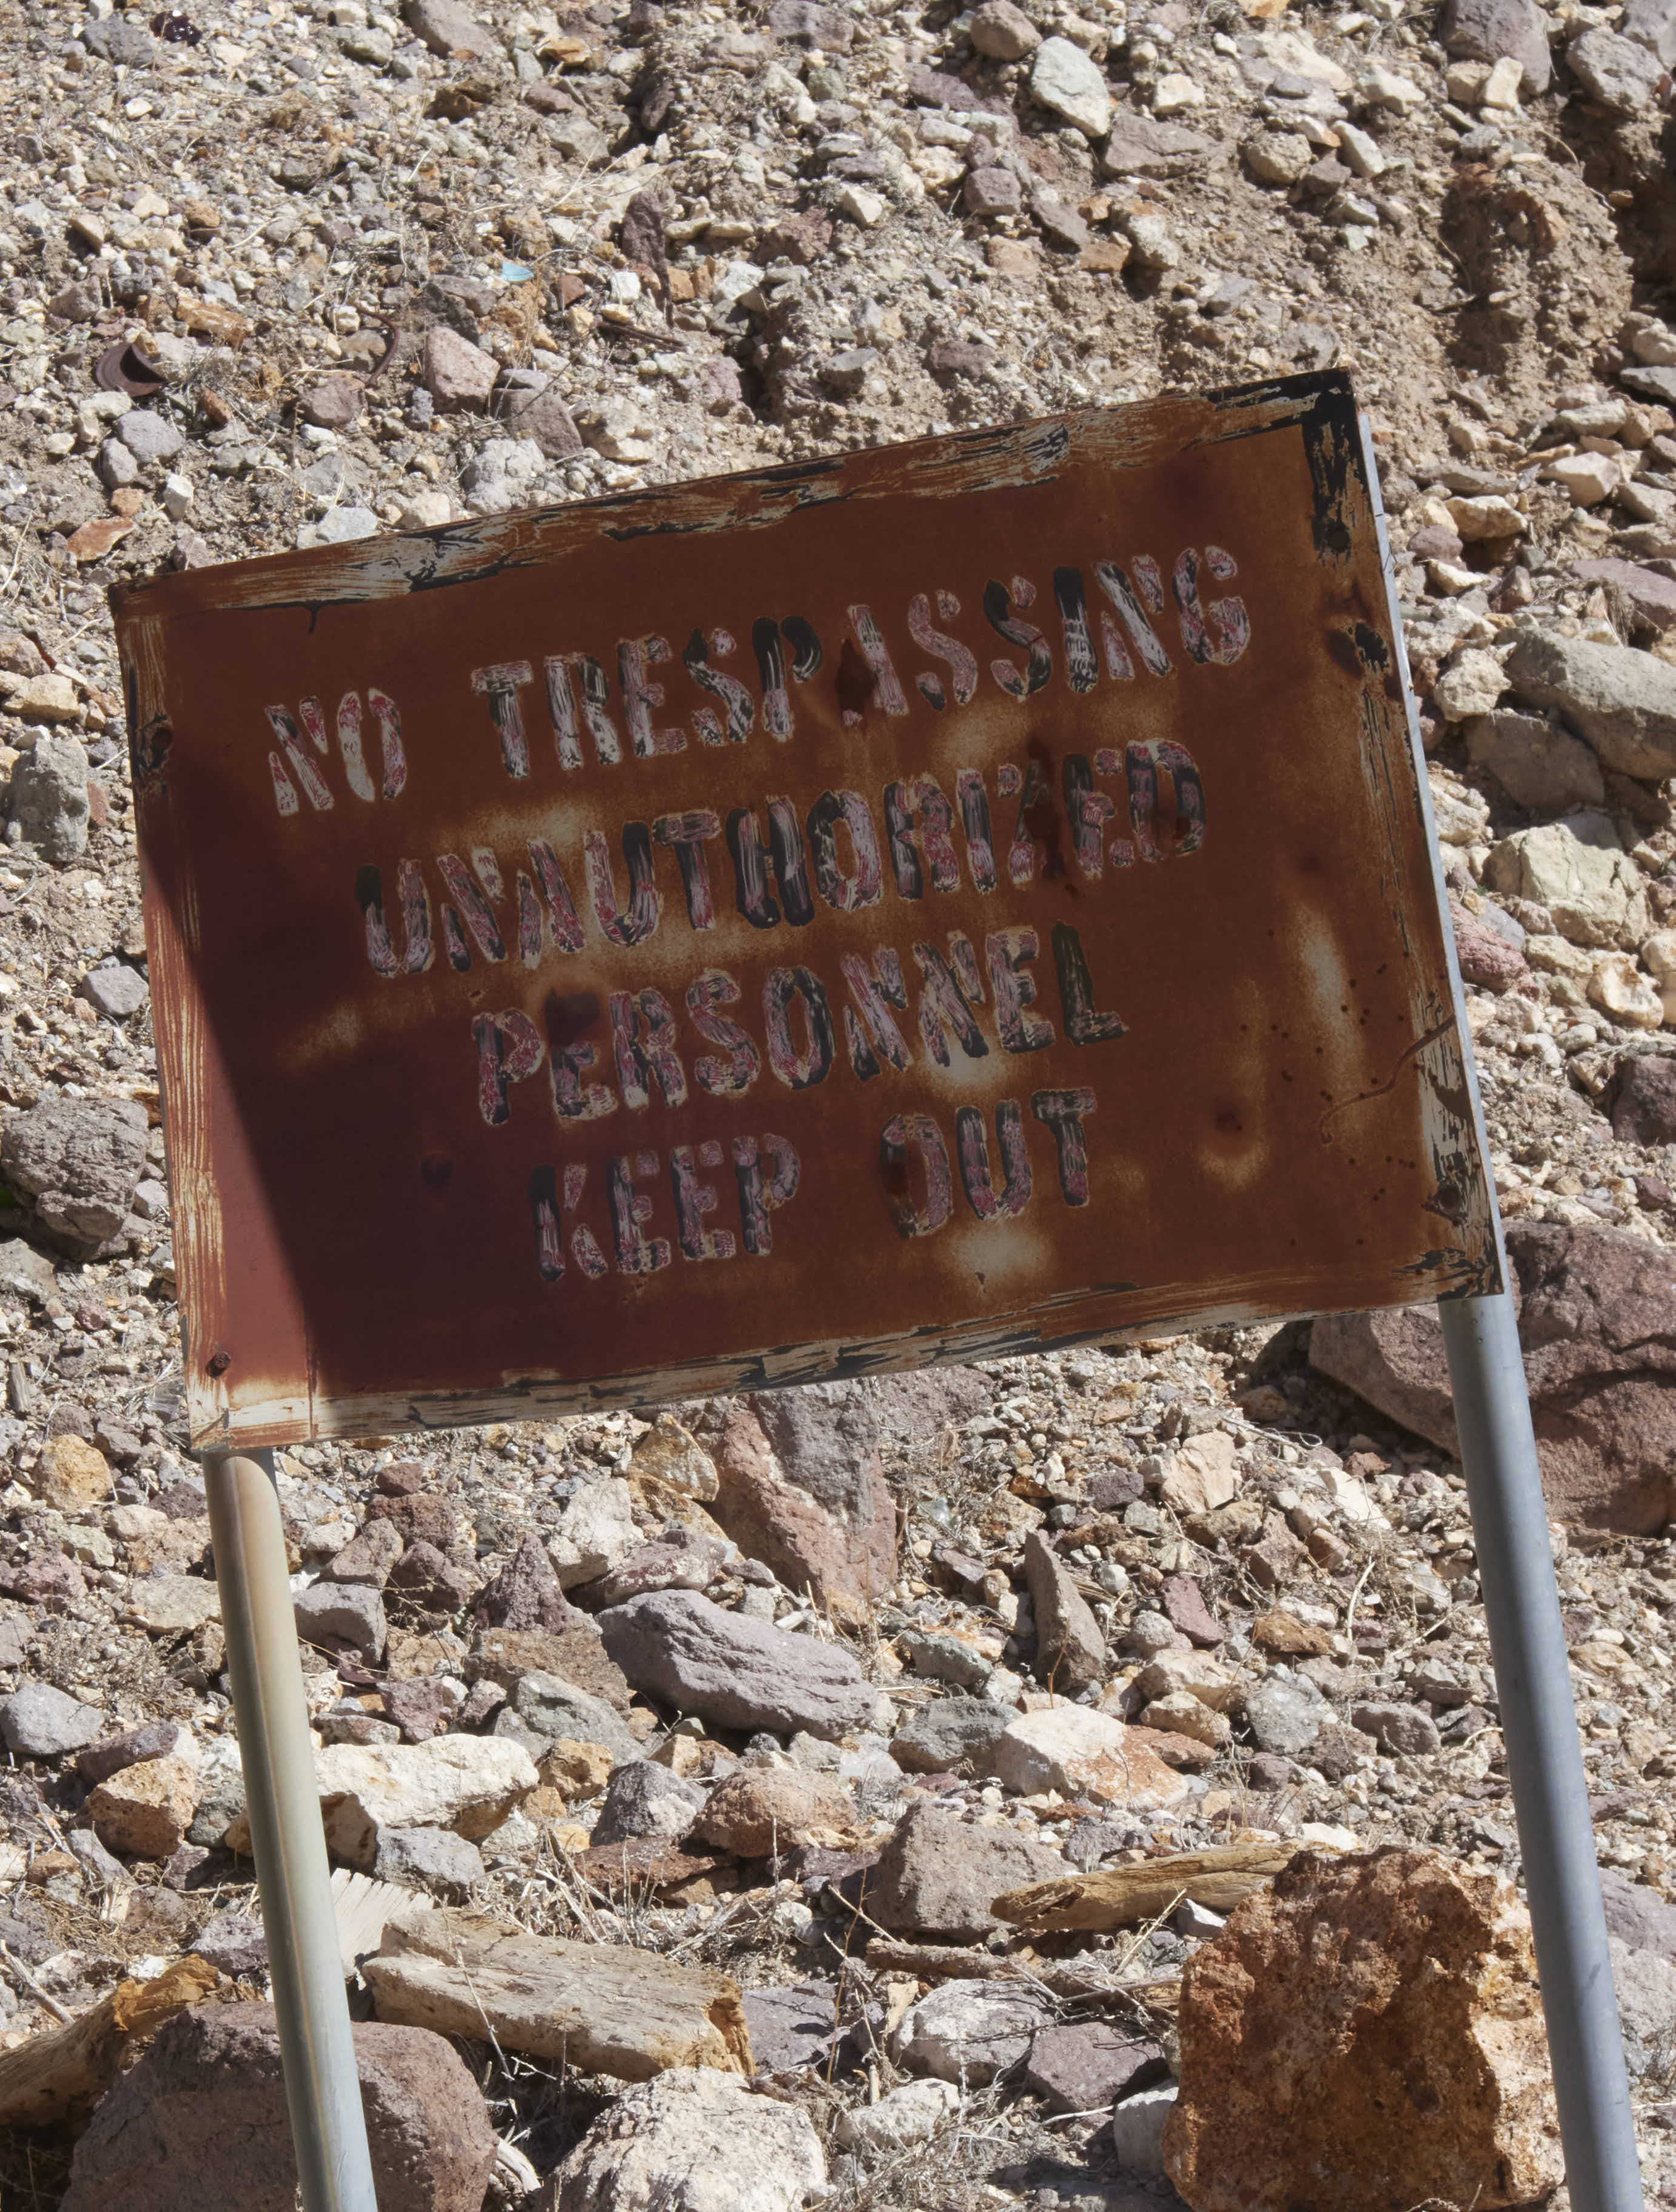 NO TRESPASSING
UNAUTHORIZED
PERSONNEL
KEEP OUT